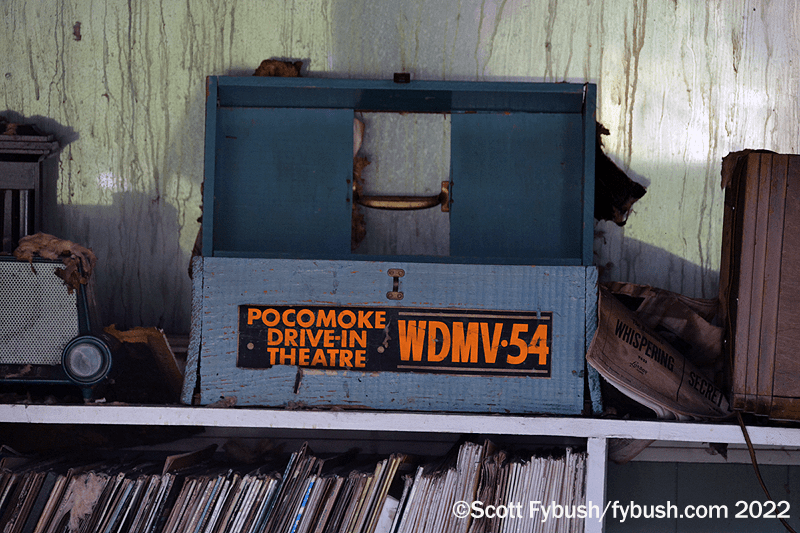 POCOMOKE
DRIVE-IN
THEATRE
WDMV•54
WHISPERING
SECRET
©Scott Fybush/fybush.com 2022